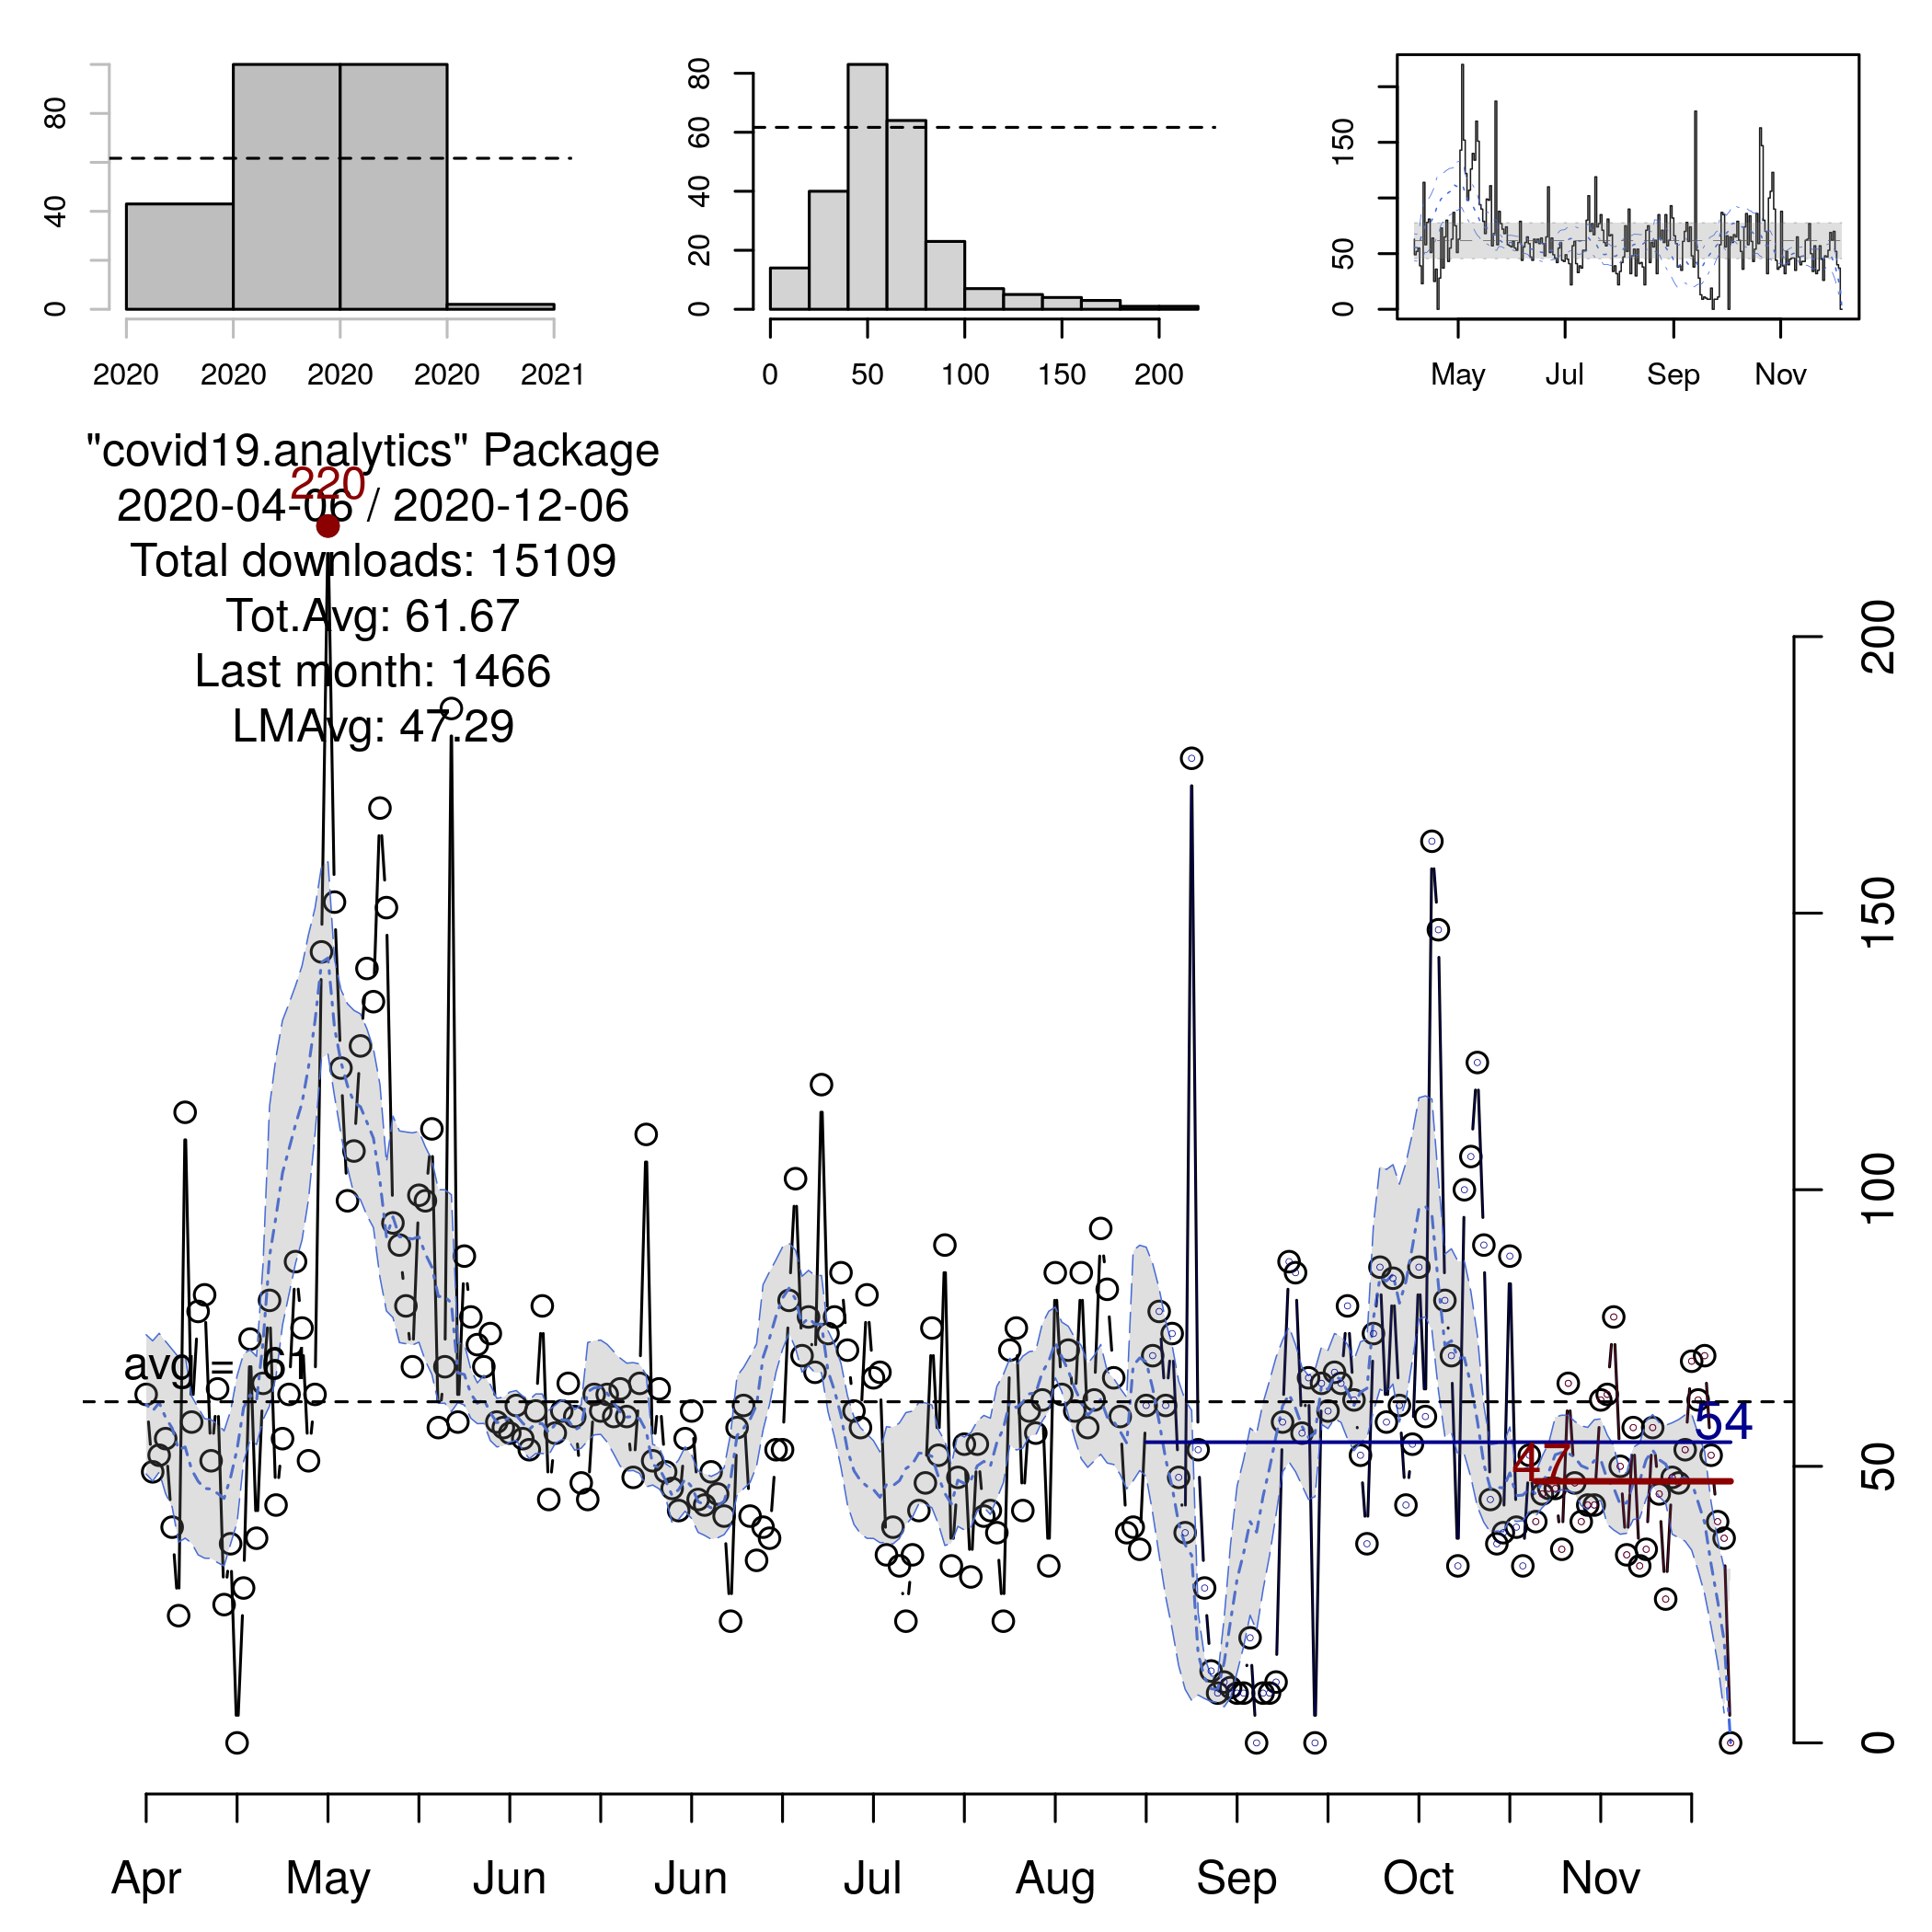 80
40
0
2020 2020 2020 2020 2021
80
60
40
20
0
0 50 100 150 200
150
50
0
May Jul Sep Nov
"covid19.analytics" Package
220
2020-04-06 / 2020-12-06
Total downloads: 15109
Tot.Avg: 61.67
Last month: 1466
LMAvg: 47.29
200
150
100
50
0
avg = 61
54
47
Apr May Jun Jun Jul Aug Sep Oct Nov